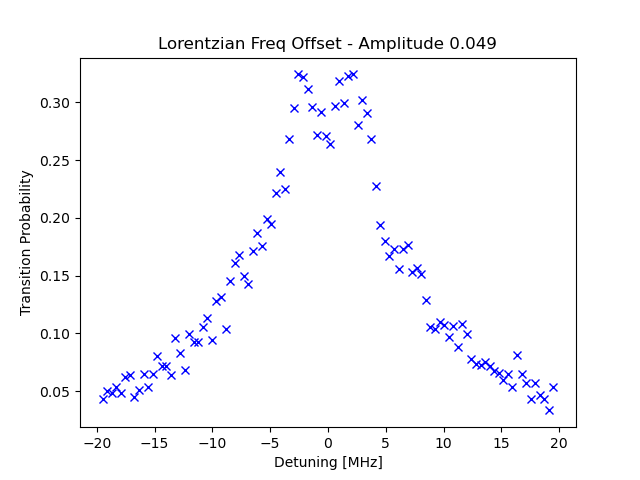 Lorentzian Freq Offset - Amplitude 0.049
Transition Probability
0.30
0.25
0.20
0.15
0.10
0.05
−20 −15 −10 −5 0 5 10 15 20
Detuning [MHz]